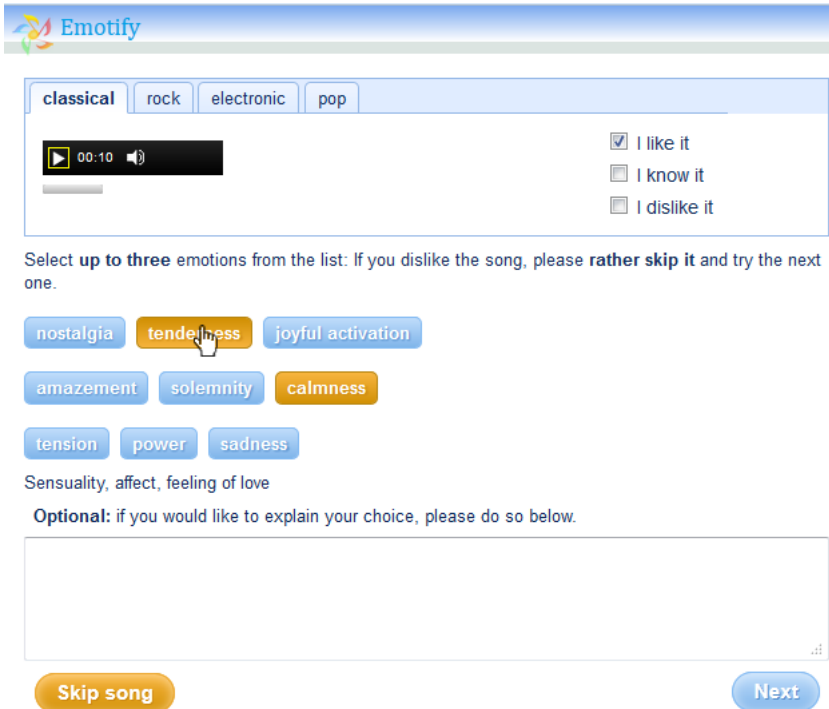 Emotify
classical rock electronic pop
00:10
I like it
I know it
I dislike it
Select up to three emotions from the list: If you dislike the song, please rather skip it and try the next
one.
nostalgia tenderness joyful activation
amazement solemnity calmness
tension power sadness
Sensuality, affect, feeling of love
Optional: if you would like to explain your choice, please do so below.
Skip song Next